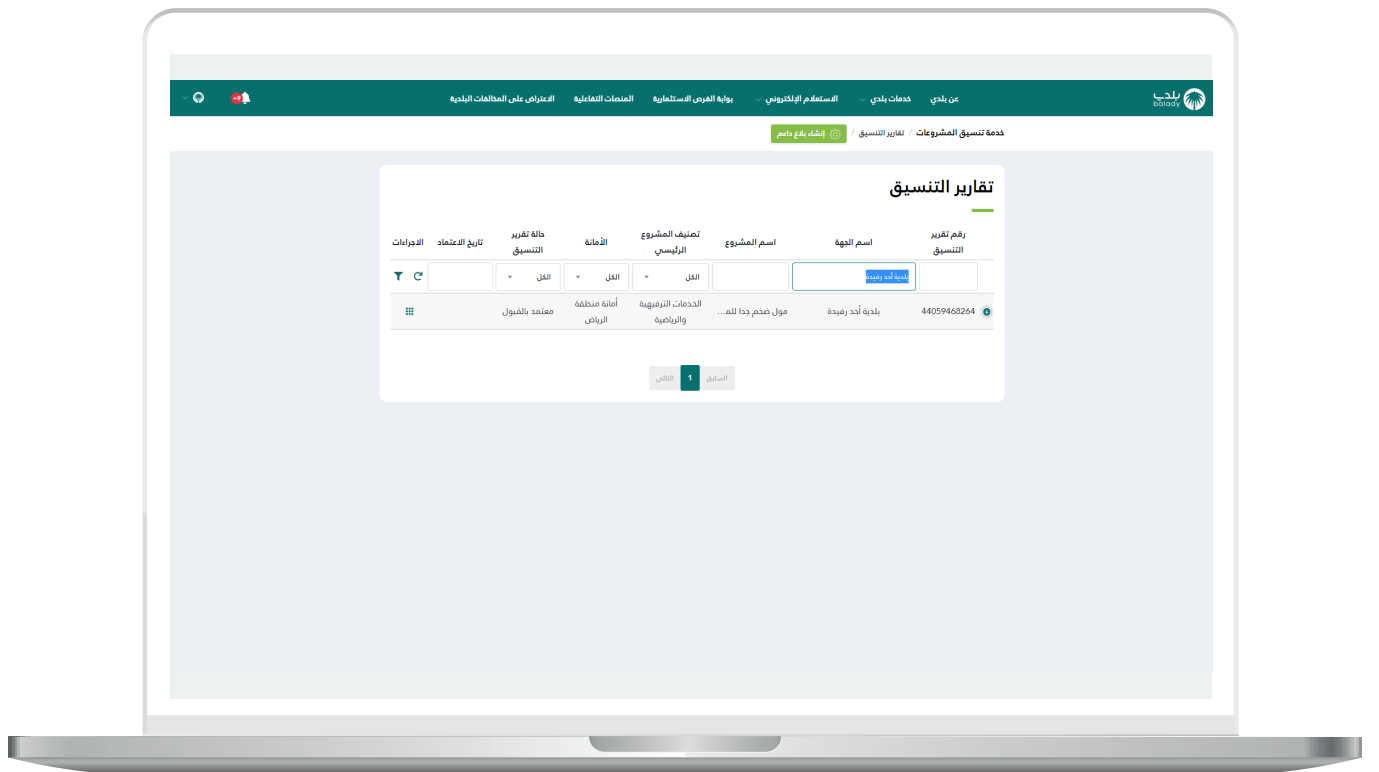 بلدي
balady
عن بلدي
خدمات بلدي
الاستعلام الإلكتروني
بوابة الفرص الاستثمارية
المنصات التفاعلية
الاعتراض على المخالفات البلدية
+9
خدمة تنسيق المشروعات / تقارير التنسيق / إنشاء بلاغ داعم
تقارير التنسيق
رقم تقرير التنسيق
اسم الجهة
اسم المشروع
تصنيف المشروع الرئيسي
الأمانة
حالة تقرير التنسيق
تاريخ الاعتماد
الاجراءات
بلدية أحد رفيدة
الكل
الكل
الكل
44059468264
بلدية أحد رفيدة
مول ضخم جدا للمـ...
الخدمات الترفيهية والرياضية
أمانة منطقة الرياض
معتمد بالقبول
السابق
1
التالي